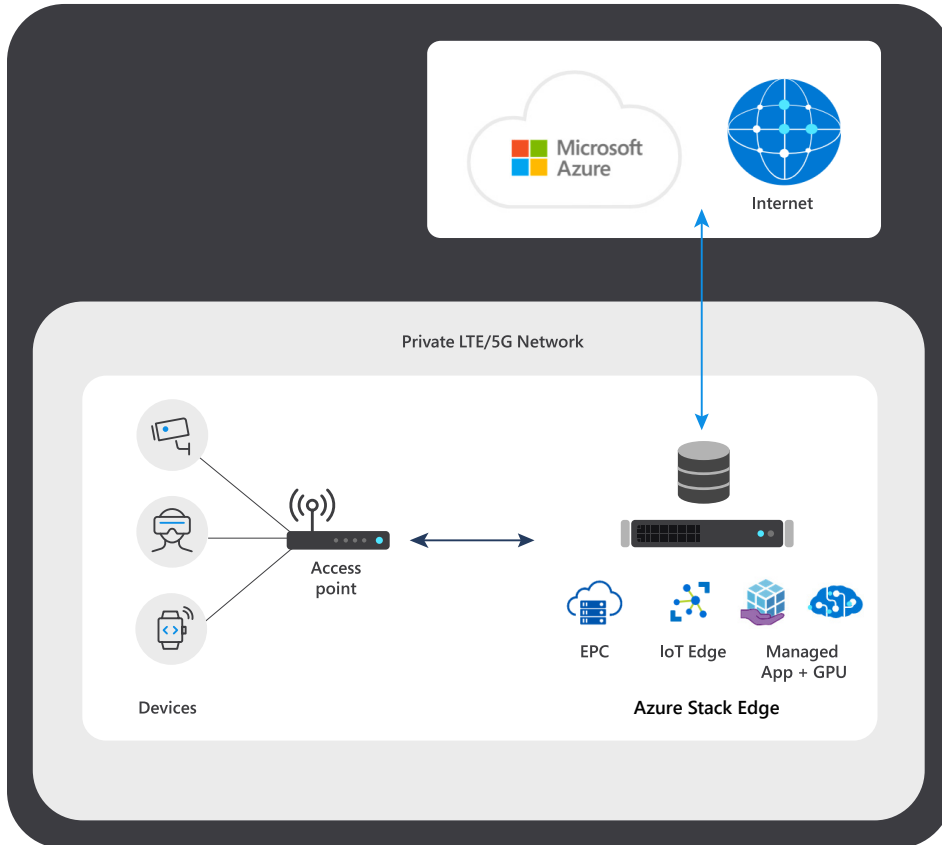 Microsoft
Azure
Internet
Private LTE/5G Network
Access
point
EPC
IoT Edge
Managed
App + GPU
Devices
Azure Stack Edge